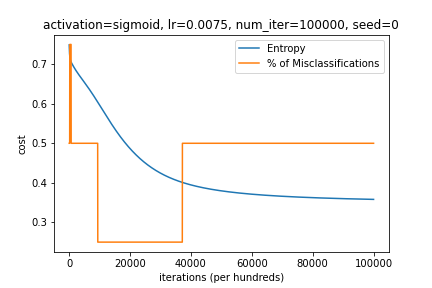 activation=sigmoid, lr=0.0075, num_iter=100000, seed=0
Entropy
% of Misclassifications
0.7
0.6
0.5
0.4
0.3
cost
0
20000
40000
60000
80000
100000
iterations (per hundreds)